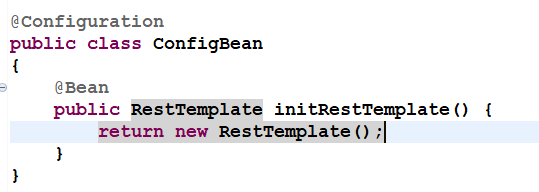 @Configuration
public class ConfigBean
{
@Bean
public RestTemplate initRestTemplate() {
return new RestTemplate();
}
}